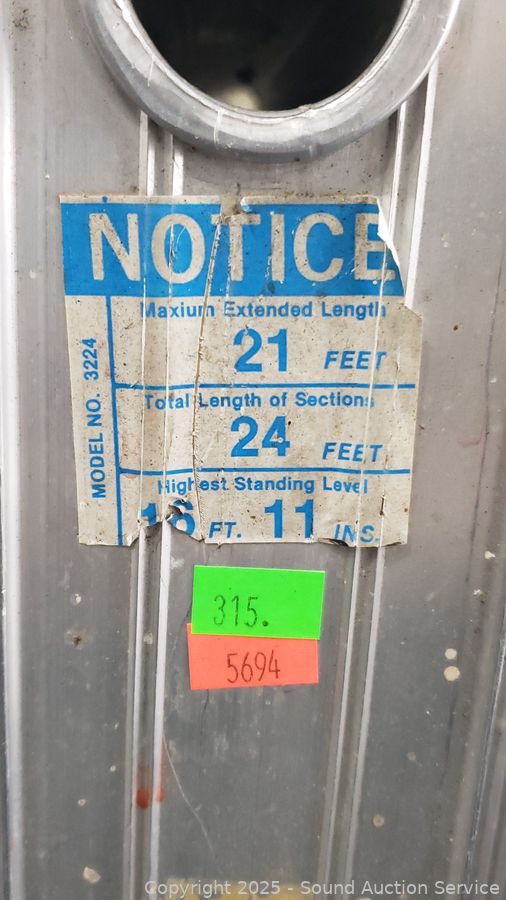 NOTICE
Maxium Extended Length
21 FEET
MODEL NO. 3224
Total Length of Sections
24 FEET
Highest Standing Level
16 FT. 11 INS.
315.
5694
Copyright 2025 - Sound Auction Service